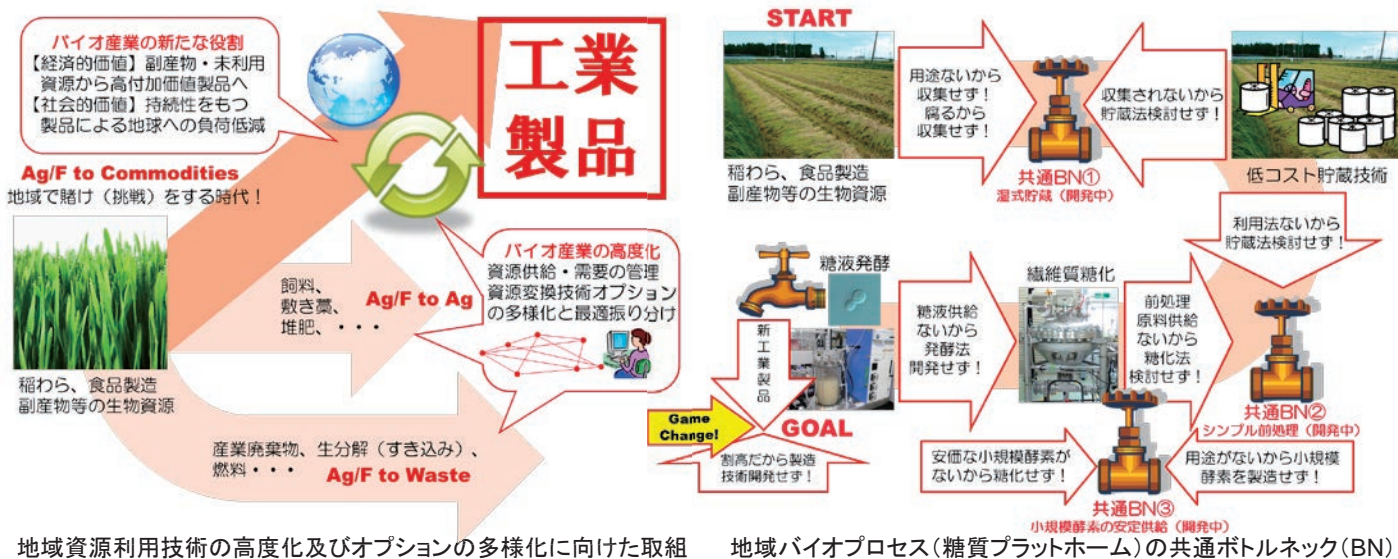 バイオ産業の新たな役割
【経済的価値】副産物・未利用
資源から高付加価値製品へ
【社会的価値】持続性をもつ
製品による地球への負荷低減
工業
製品
Ag/F to Commodities
地域で賭け（挑戦）をする時代！
稲わら、食品製造
副産物等の生物資源
飼料、
敷き藁、
堆肥、・・・
Ag/F to Ag
バイオ産業の高度化
資源供給・需要の管理
資源変換技術オプション
の多様化と最適振り分け
産業廃棄物、生分解（すき込み）、
燃料・・・
Ag/F to Waste
地域資源利用技術の高度化及びオプションの多様化に向けた取組
START
稲わら、食品製造
副産物等の生物資源
用途ないから
収集せず！
腐るから
収集せず！
共通BN①
湿式貯蔵（開発中）
収集されないから
貯蔵法検討せず！
低コスト貯蔵技術
利用法ないから
貯蔵法検討せず！
糖液発酵
新工業製品
Game
Change!
GOAL
割高だから製造
技術開発せず！
糖液供給
ないから
発酵法
開発せず！
繊維質糖化
前処理
原料供給
ないから
糖化法
検討せず！
共通BN②
シンプル前処理（開発中）
安価な小規模酵素が
ないから糖化せず！
共通BN③
小規模酵素の安定供給（開発中）
用途がないから小規模
酵素を製造せず！
地域バイオプロセス（糖質プラットホーム）の共通ボトルネック（BN）